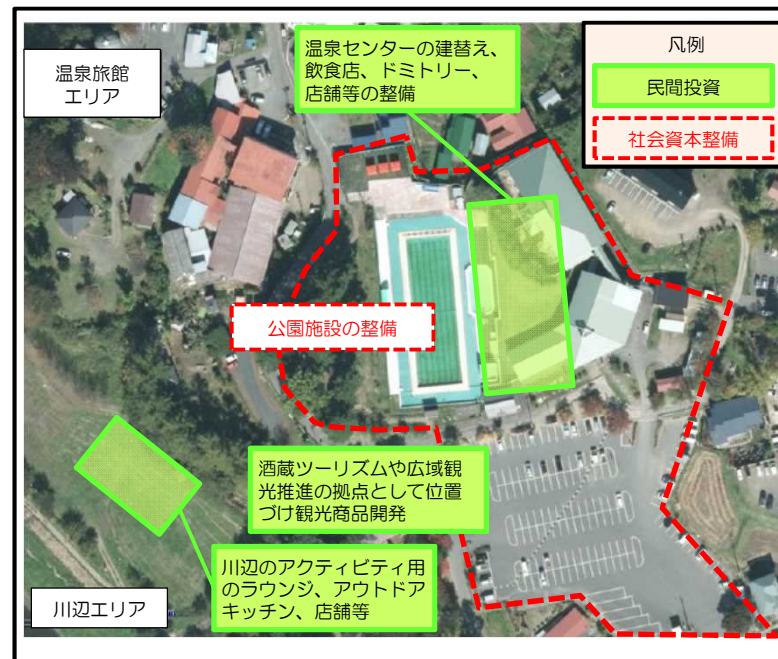 温泉旅館
エリア
温泉センターの建替え、
飲食店、ドミトリー、
店舗等の整備
凡例
民間投資
社会資本整備
公園施設の整備
酒蔵ツーリズムや広域観
光推進の拠点として位置
づけ観光商品開発
川辺のアクティビティ用
のラウンジ、アウトドア
キッチン、店舗等
川辺エリア